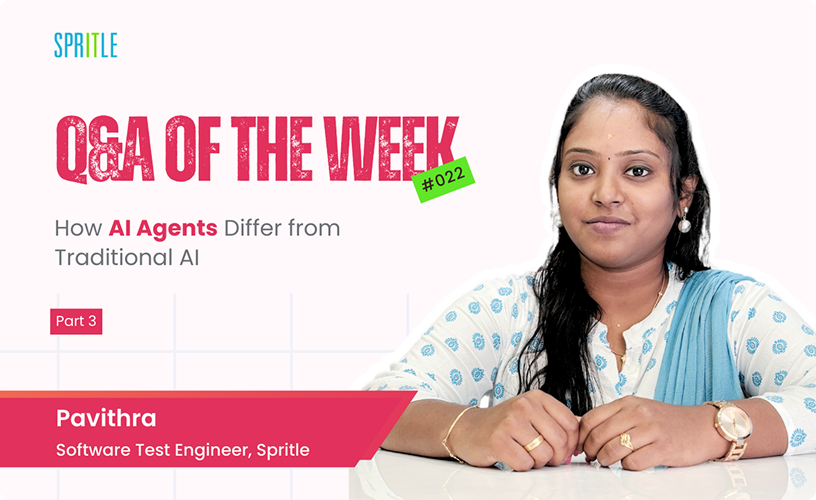 SPRITLE
Q&A OF THE WEEK
#022
How AI Agents Differ from
Traditional AI
Part 3
Pavithra
Software Test Engineer, Spritle